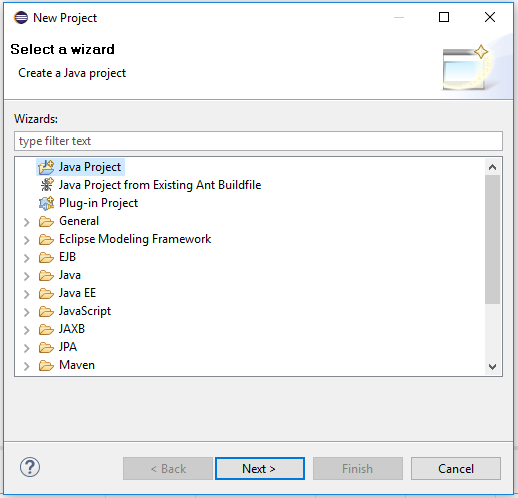 New Project
Select a wizard
Create a Java project
Wizards:
type filter text
Java Project
Java Project from Existing Ant Buildfile
Plug-in Project
General
Eclipse Modeling Framework
EJB
Java
Java EE
JavaScript
JAXB
JPA
Maven
? < Back Next > Finish Cancel